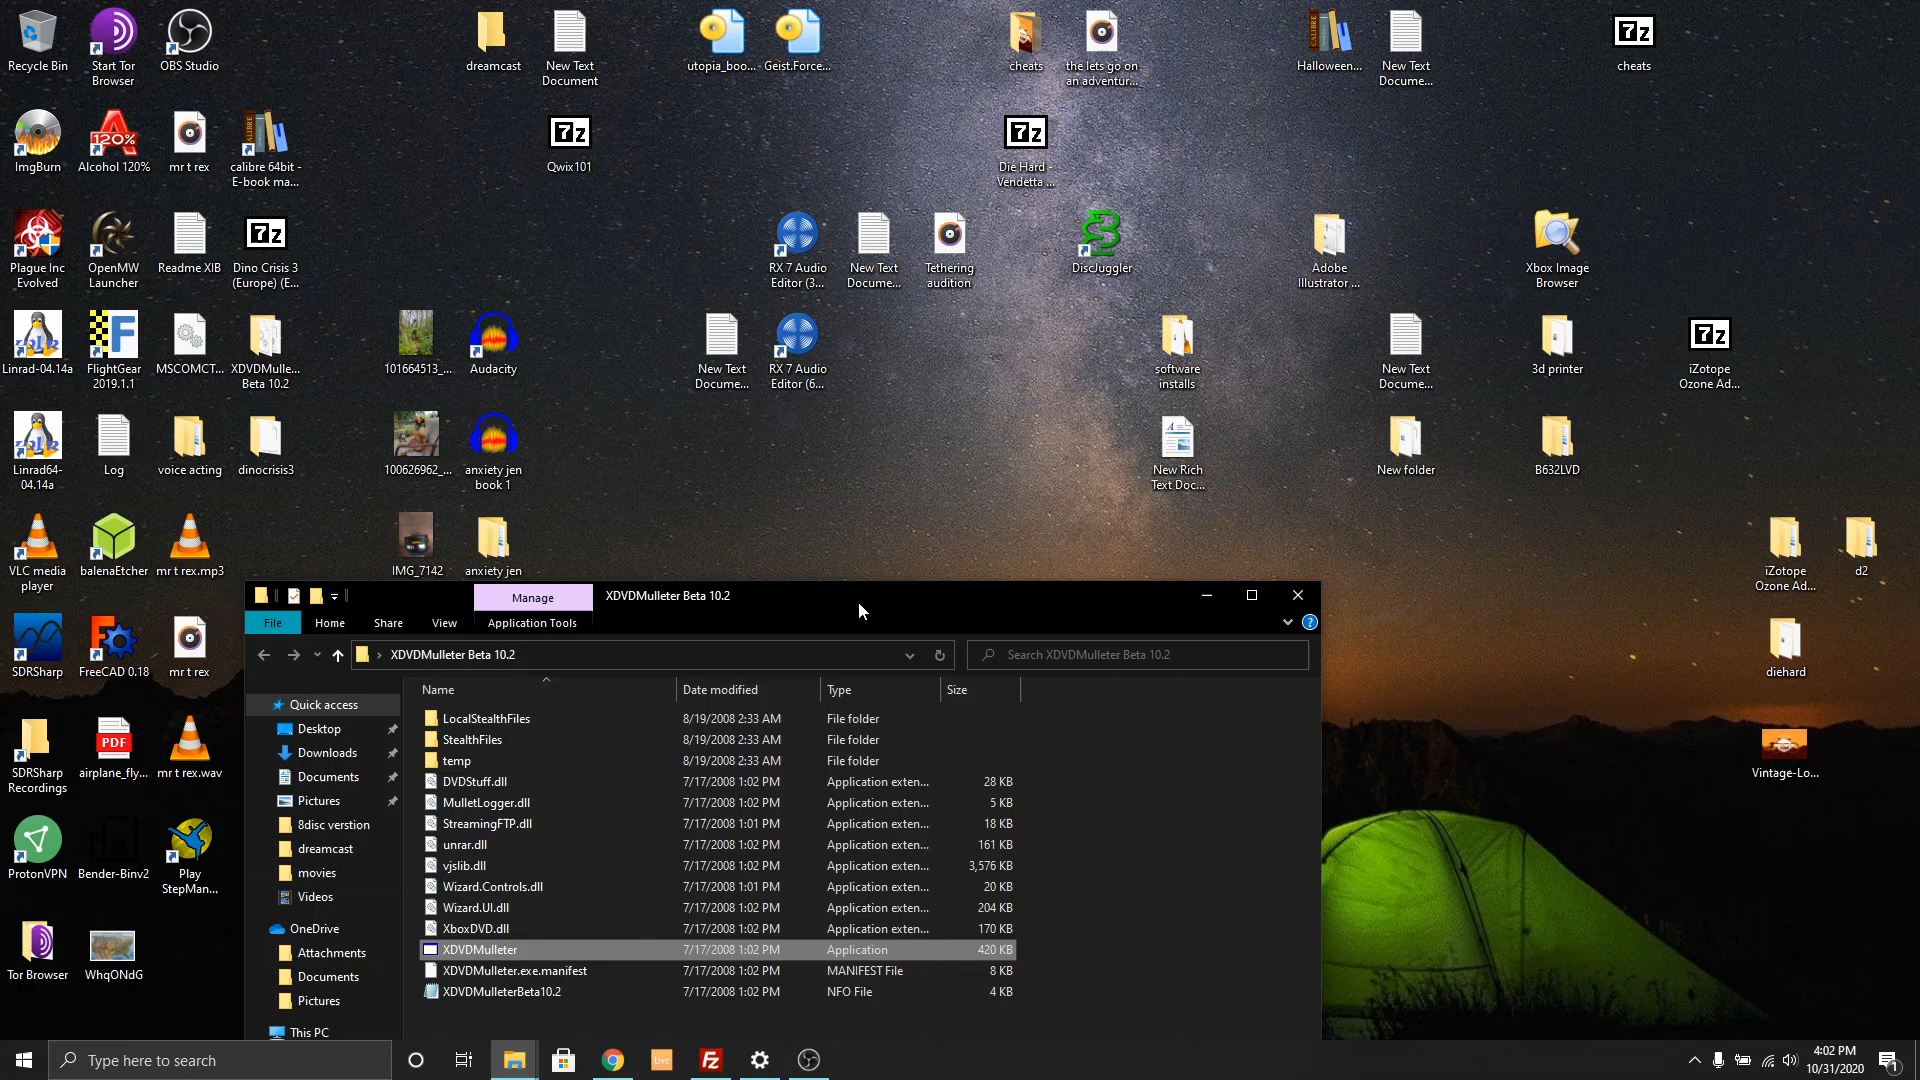 Recycle Bin
Start Tor
Browser
OBS Studio
dreamcast
New Text
Document
utopia_boo...
Geist.Force...
cheats
the lets go on
an adventur...
Halloween...
New Text
Docume...
7z
cheats
ImgBurn
120%
Alcohol 120%
mr t rex
CALIBRE
calibre 64bit -
E-book ma...
7z
Qwix101
7z
Die Hard -
Vendetta ...
Plague Inc
Evolved
OpenMW
Launcher
Readme XIB
7z
Dino Crisis 3
(Europe) (E...
RX 7 Audio
Editor (3...
New Text
Docume...
Tethering
audition
DiscJuggler
Adobe
Illustrator ...
Xbox Image
Browser
Linrad-04.14a
FlightGear
2019.1.1
MSCOMCT...
XDVDMulle...
Beta 10.2
101664513_...
Audacity
New Text
Docume...
RX 7 Audio
Editor (6...
software
installs
New Text
Docume...
3d printer
7z
iZotope
Ozone Ad...
Linrad64-
04.14a
Log
voice acting
dinocrisis3
100626962_...
anxiety jen
book 1
New Rich
Text Doc...
New folder
B632LVD
VLC media
player
balenaEtcher
mr t rex.mp3
IMG_7142
anxiety jen
iZotope
Ozone Ad...
d2
SDRSharp
FreeCAD 0.18
mr t rex
diehard
SDRSharp
Recordings
PDF
airplane_fly...
mr t rex.wav
Vintage-Lo...
ProtonVPN
Bender-Binv2
Play
StepMan...
Tor Browser
WhqONdG
Manage
XDVDMulleter Beta 10.2
File
Home
Share
View
Application Tools
XDVDMulleter Beta 10.2
Search XDVDMulleter Beta 10.2
Quick access
Desktop
Downloads
Documents
Pictures
8disc verstion
dreamcast
movies
Videos
OneDrive
Attachments
Documents
Pictures
This PC
Name Date modified Type Size
LocalStealthFiles 8/19/2008 2:33 AM File folder
StealthFiles 8/19/2008 2:33 AM File folder
temp 8/19/2008 2:33 AM File folder
DVDStuff.dll 7/17/2008 1:02 PM Application exten... 28 KB
MulletLogger.dll 7/17/2008 1:02 PM Application exten... 5 KB
StreamingFTP.dll 7/17/2008 1:01 PM Application exten... 18 KB
unrar.dll 7/17/2008 1:02 PM Application exten... 161 KB
vjslib.dll 7/17/2008 1:02 PM Application exten... 3,576 KB
Wizard.Controls.dll 7/17/2008 1:01 PM Application exten... 20 KB
Wizard.UI.dll 7/17/2008 1:02 PM Application exten... 204 KB
XboxDVD.dll 7/17/2008 1:02 PM Application exten... 170 KB
XDVDMulleter 7/17/2008 1:02 PM Application 420 KB
XDVDMulleter.exe.manifest 7/17/2008 1:02 PM MANIFEST File 8 KB
XDVDMulleterBeta10.2 7/17/2008 1:02 PM NFO File 4 KB
Type here to search
live
Fz
4:02 PM
10/31/2020
1